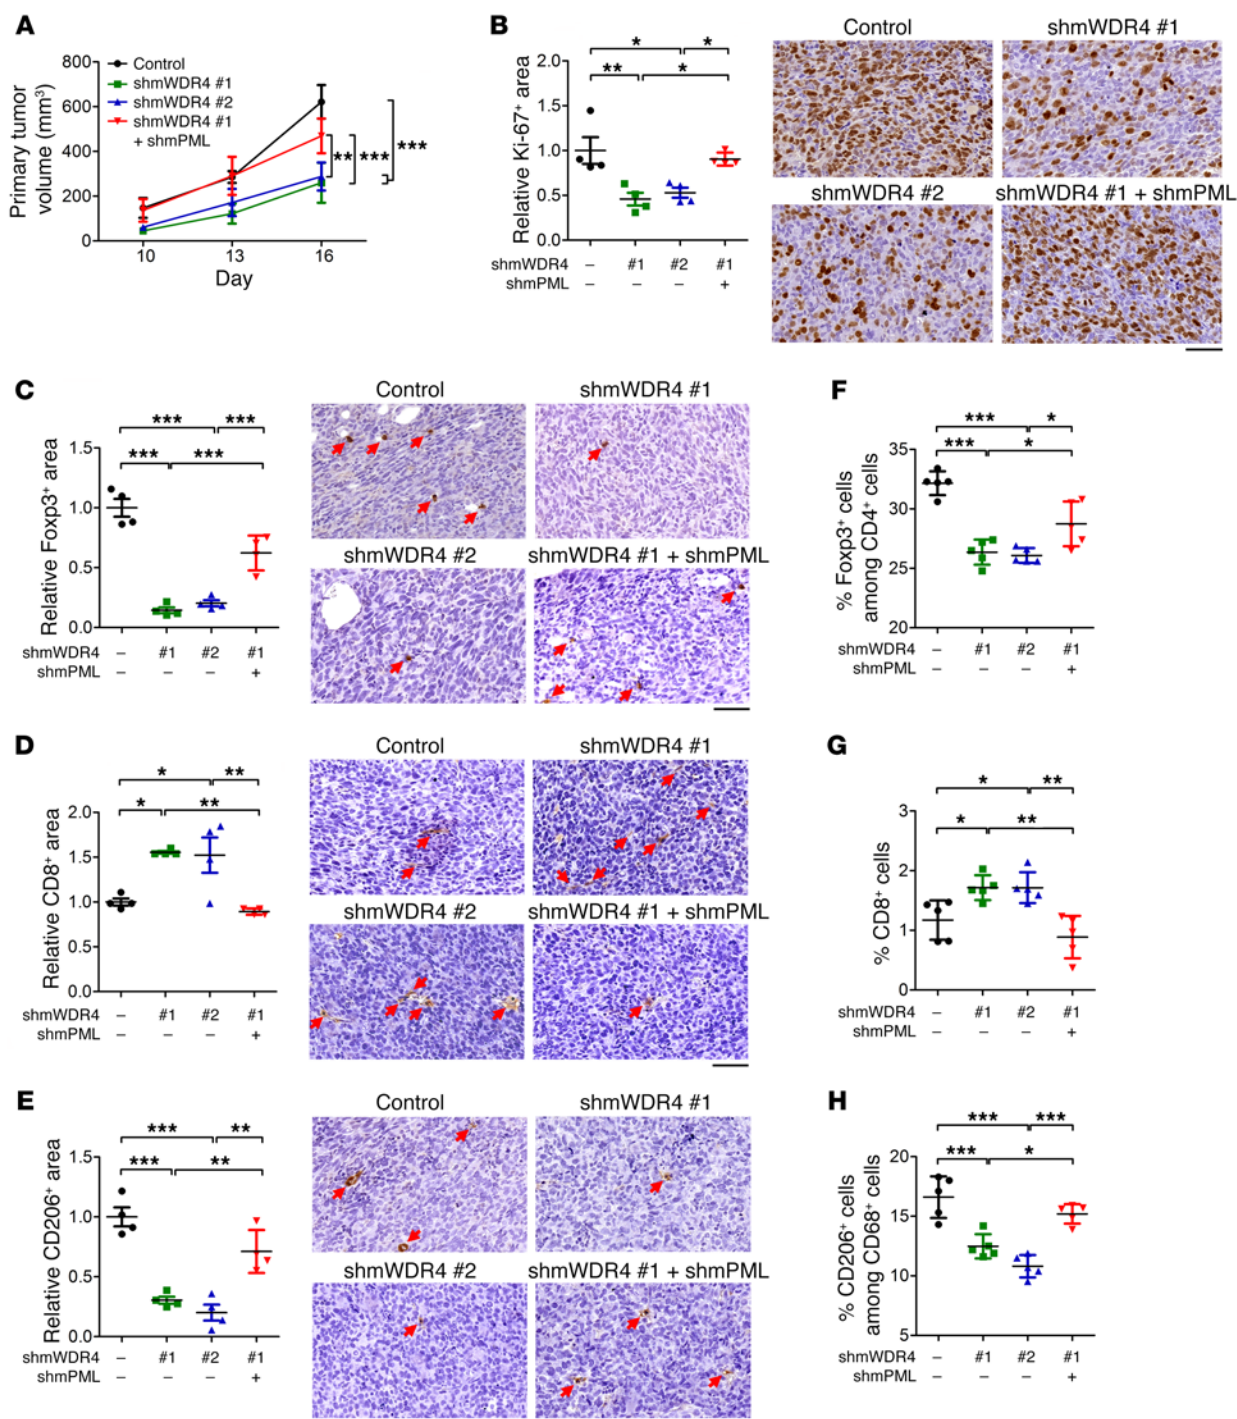 A
Primary tumor
volume (mm³)
800
600
400
200
0
Control
shmWDR4 #1
shmWDR4 #2
shmWDR4 #1
+ shmPML
** *** ***
10 13 16
Day
B
Relative Ki-67⁺ area
2.0
1.5
1.0
0.5
0.0
* *
** *
shmWDR4 – #1 #2 #1
shmPML – – – +
Control shmWDR4 #1
shmWDR4 #2 shmWDR4 #1 + shmPML
C
Relative Foxp3⁺ area
1.5
1.0
0.5
0.0
*** ***
*** ***
shmWDR4 – #1 #2 #1
shmPML – – – +
Control shmWDR4 #1
shmWDR4 #2 shmWDR4 #1 + shmPML
F
% Foxp3⁺ cells
among CD4⁺ cells
35
30
25
20
*** *
*** *
shmWDR4 – #1 #2 #1
shmPML – – – +
D
Relative CD8⁺ area
2.0
1.5
1.0
0.5
0.0
* **
* **
shmWDR4 – #1 #2 #1
shmPML – – – +
Control shmWDR4 #1
shmWDR4 #2 shmWDR4 #1 + shmPML
G
% CD8⁺ cells
3
2
1
0
* **
* **
shmWDR4 – #1 #2 #1
shmPML – – – +
E
Relative CD206⁺ area
1.5
1.0
0.5
0.0
*** **
*** **
shmWDR4 – #1 #2 #1
shmPML – – – +
Control shmWDR4 #1
shmWDR4 #2 shmWDR4 #1 + shmPML
H
% CD206⁺ cells
among CD68⁺ cells
20
15
10
5
*** ***
*** *
shmWDR4 – #1 #2 #1
shmPML – – – +